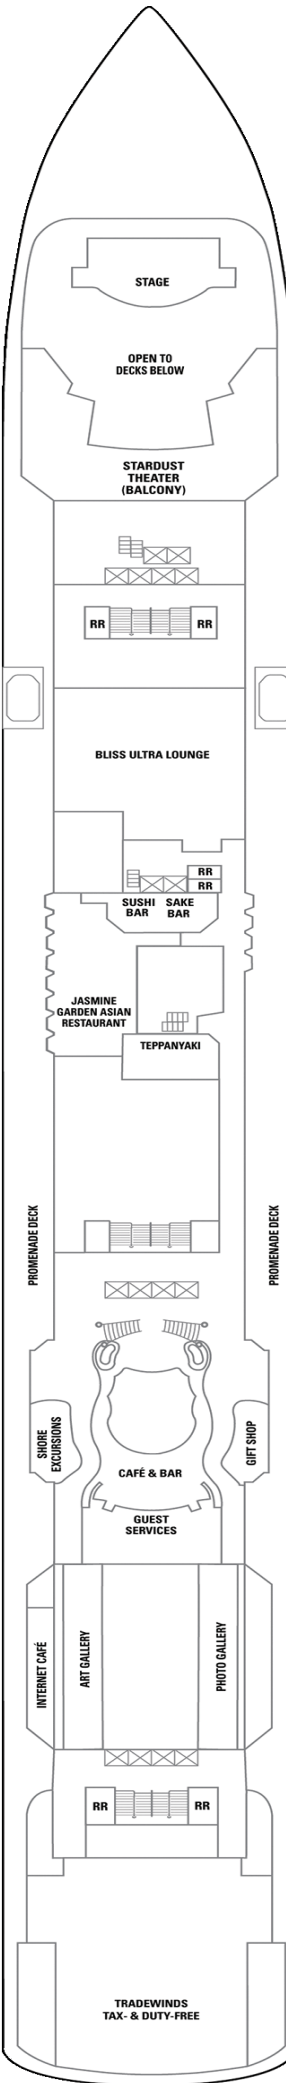 STAGE
OPEN TO
DECKS BELOW
STARDUST
THEATER
(BALCONY)
RR
RR
BLISS ULTRA LOUNGE
RR
RR
SUSHI
BAR
SAKE
BAR
JASMINE
GARDEN ASIAN
RESTAURANT
TEPPANYAKI
PROMENADE DECK
PROMENADE DECK
SHORE
EXCURSIONS
GIFT SHOP
CAFÉ & BAR
GUEST
SERVICES
INTERNET CAFÉ
ART GALLERY
PHOTO GALLERY
RR
RR
TRADEWINDS
TAX- & DUTY-FREE